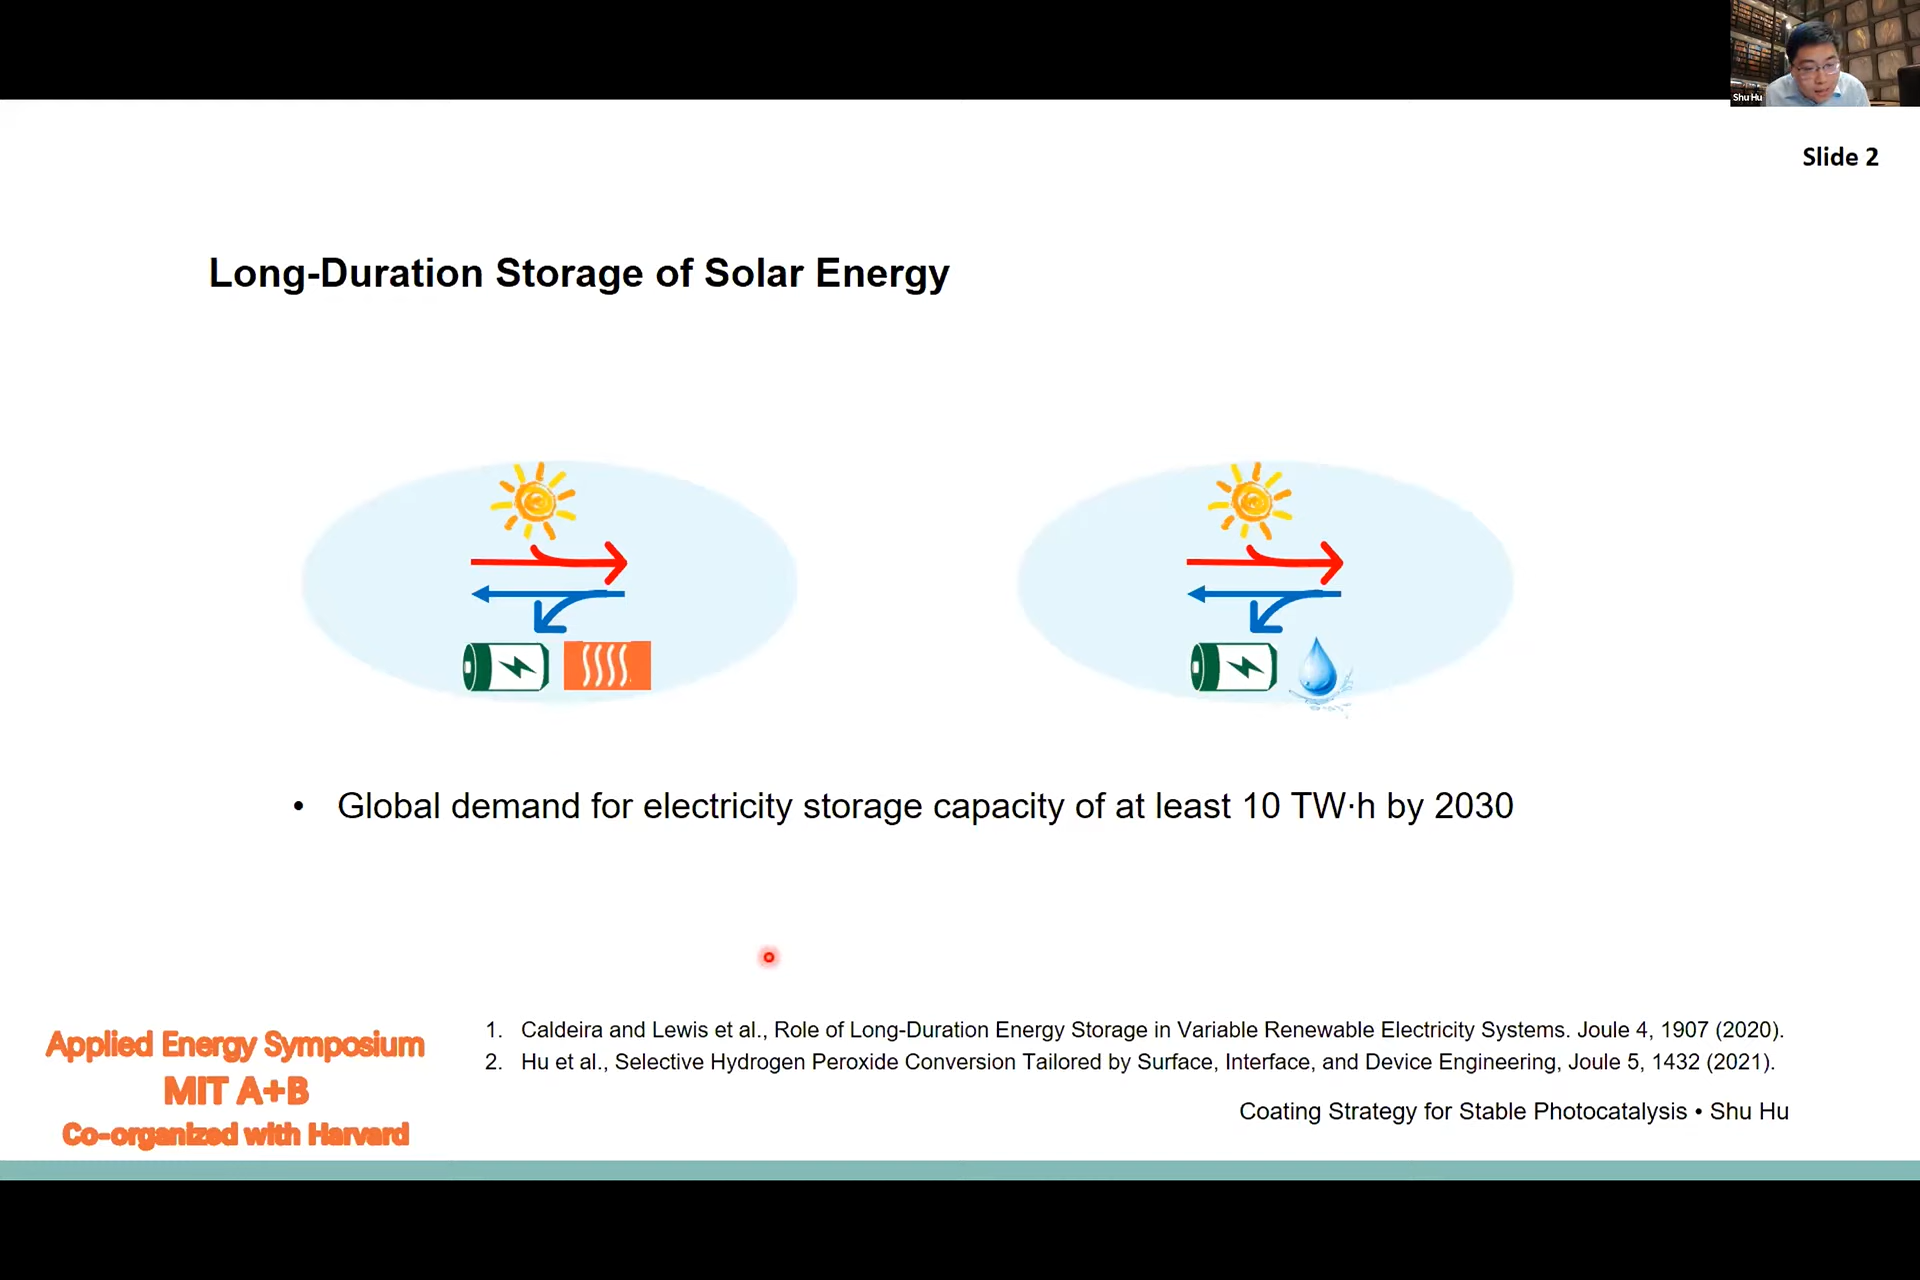 Shu Hu
Slide 2
Long-Duration Storage of Solar Energy
• Global demand for electricity storage capacity of at least 10 TW·h by 2030
1. Caldeira and Lewis et al., Role of Long-Duration Energy Storage in Variable Renewable Electricity Systems. Joule 4, 1907 (2020).
2. Hu et al., Selective Hydrogen Peroxide Conversion Tailored by Surface, Interface, and Device Engineering, Joule 5, 1432 (2021).
Applied Energy Symposium
MIT A+B
Co-organized with Harvard
Coating Strategy for Stable Photocatalysis • Shu Hu